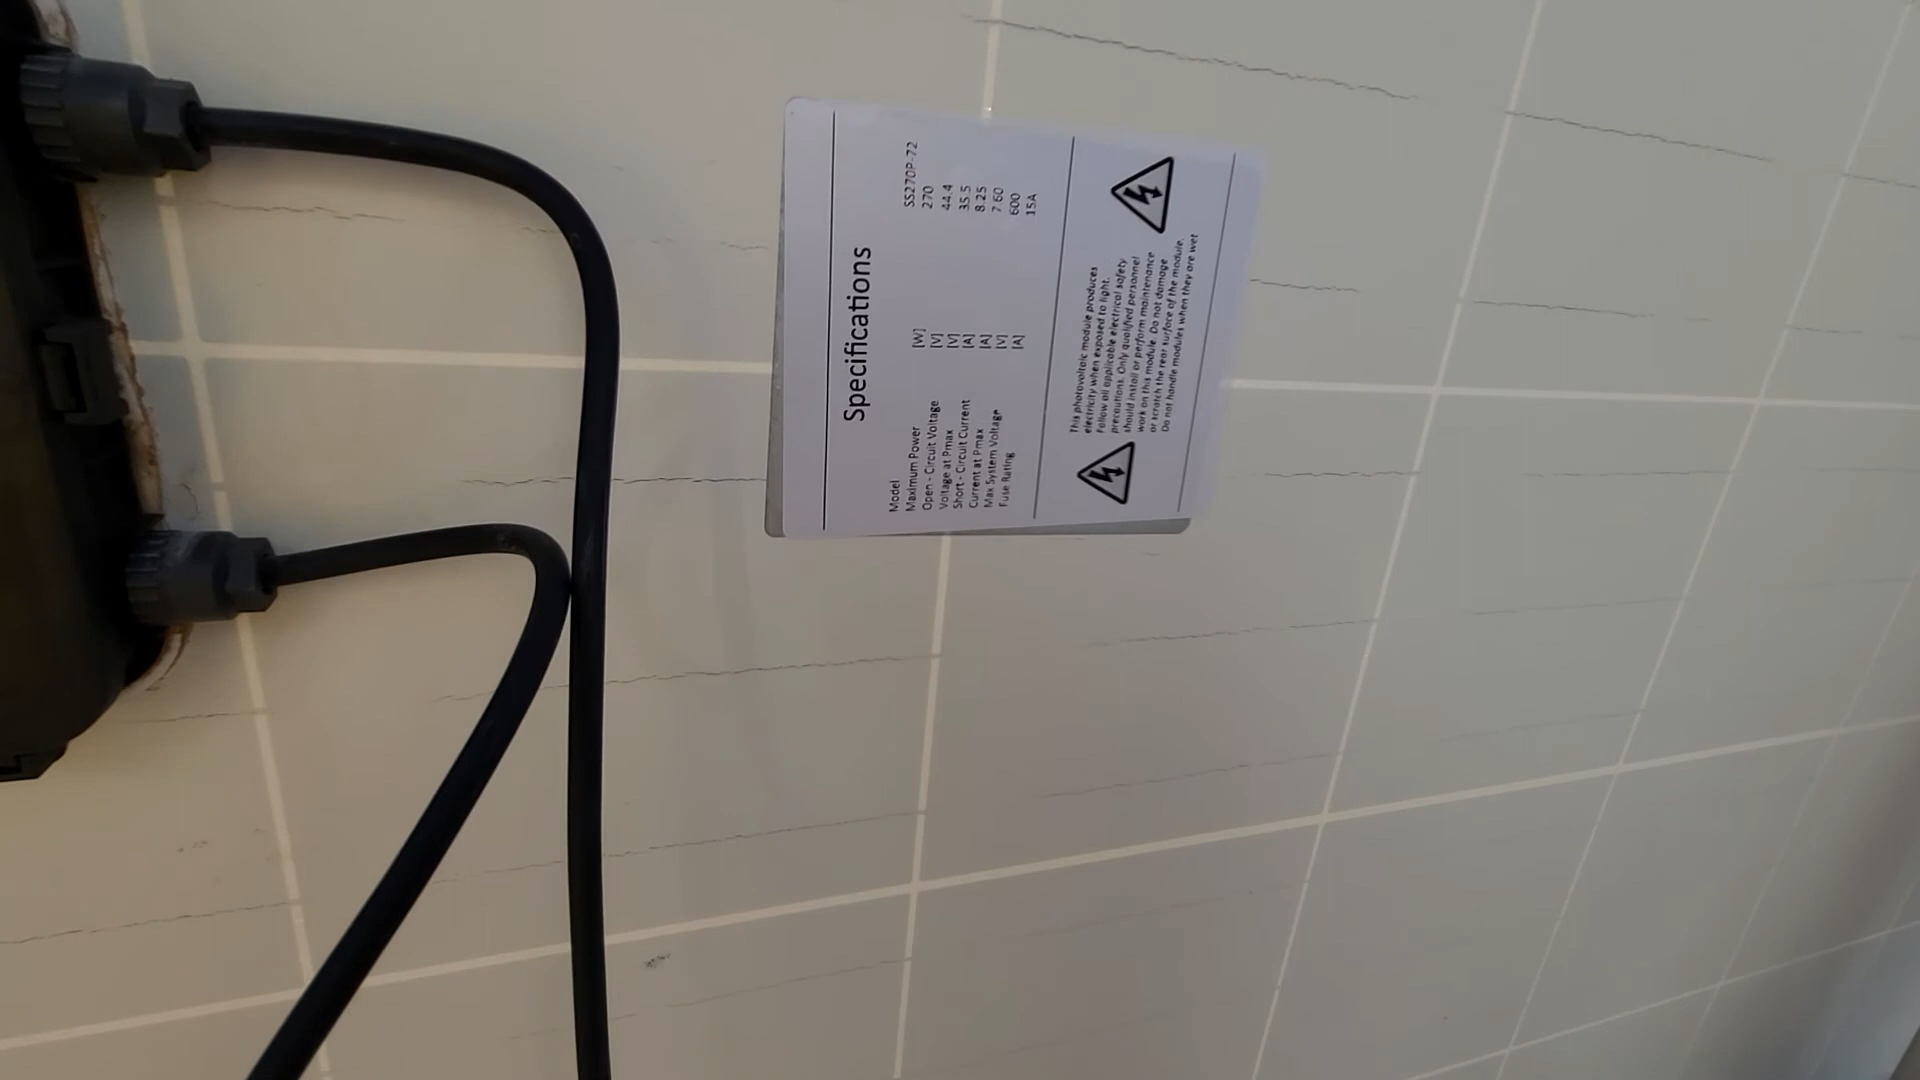 Specifications
Model SS270P-72
Maximum Power [W] 270
Open - Circuit Voltage [V] 44.4
Voltage at Pmax [V] 35.5
Short - Circuit Current [A] 8.25
Current at Pmax [A] 7.60
Max System Voltage [V] 600
Fuse Rating [A] 15A
This photovoltaic module produces
electricity when exposed to light.
Follow all applicable electrical safety
precautions. Only qualified personnel
should install or perform maintenance
work on this module. Do not damage
or scratch the rear surface of the module.
Do not handle modules when they are wet